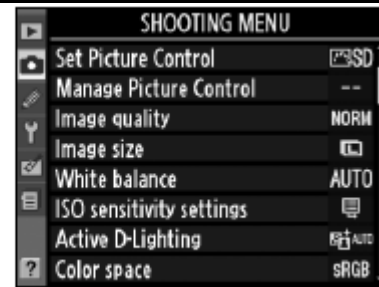 SHOOTING MENU
Set Picture Control SD
Manage Picture Control --
Image quality NORM
Image size L
White balance AUTO
ISO sensitivity settings
Active D-Lighting AUTO
Color space sRGB
?